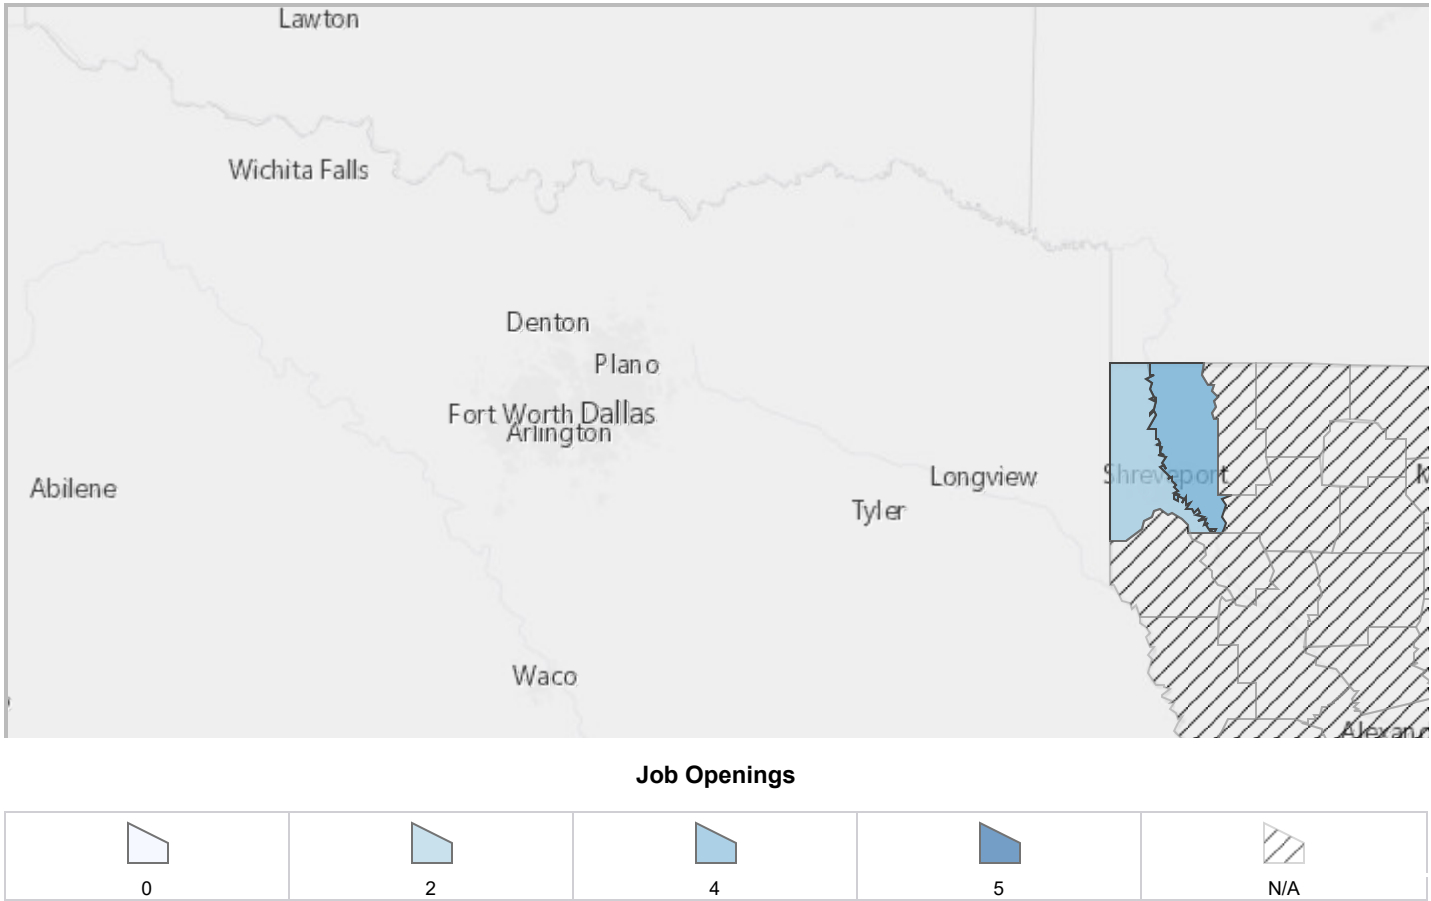 Lawton
Wichita Falls
Denton
Plano
Fort Worth Dallas
Arlington
Abilene
Longview
Shreveport
Tyler
Waco
Job Openings
0 2 4 5 N/A